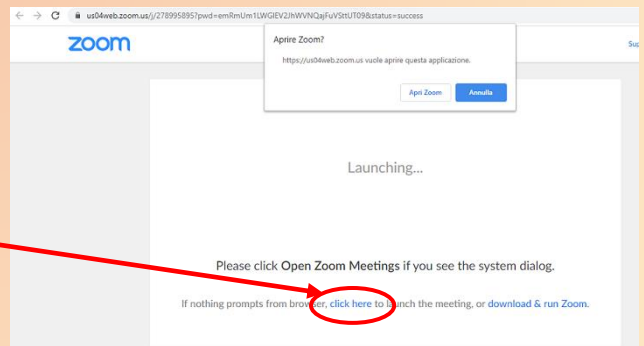 us04web.zoom.us/j/278995895?pwd=emRmUm1LWGlEV2JhWVNQajFuVSttUT09&status=success
zoom
Sup
Aprire Zoom?
https://us04web.zoom.us vuole aprire questa applicazione.
Apri Zoom Annulla
Launching...
Please click Open Zoom Meetings if you see the system dialog.
If nothing prompts from browser, click here to launch the meeting, or download & run Zoom.